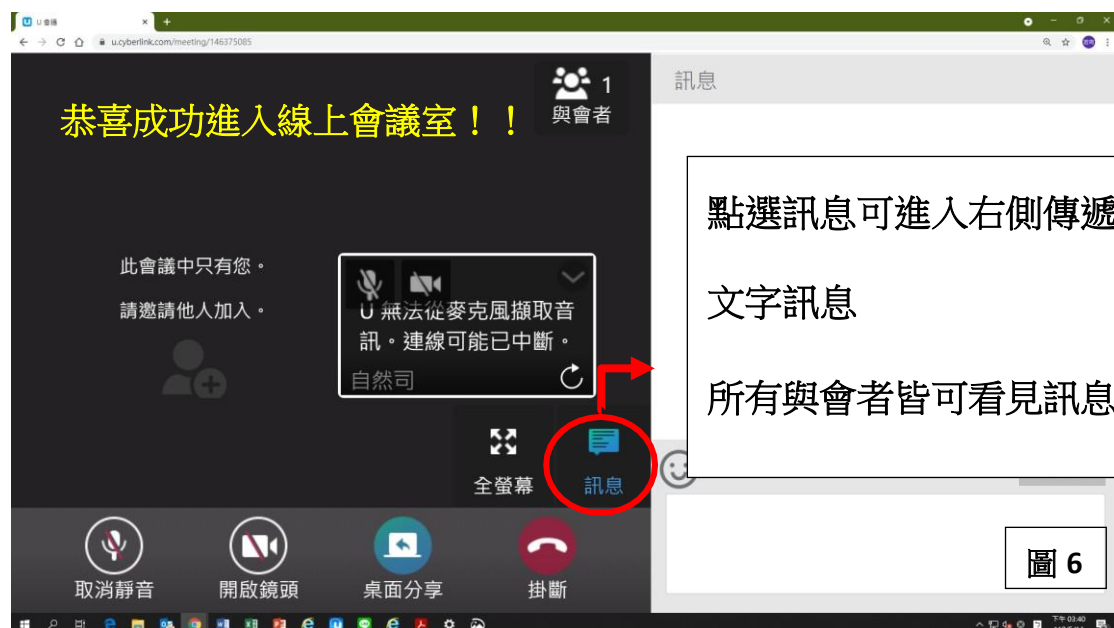 U 會議
u.cyberlink.com/meeting/146375085
恭喜成功進入線上會議室！！
1
與會者
訊息
點選訊息可進入右側傳遞
文字訊息
所有與會者皆可看見訊息
此會議中只有您。
請邀請他人加入。
U 無法從麥克風擷取音
訊。連線可能已中斷。
自然司
全螢幕
訊息
取消靜音
開啟鏡頭
桌面分享
掛斷
圖 6
下午 03:40